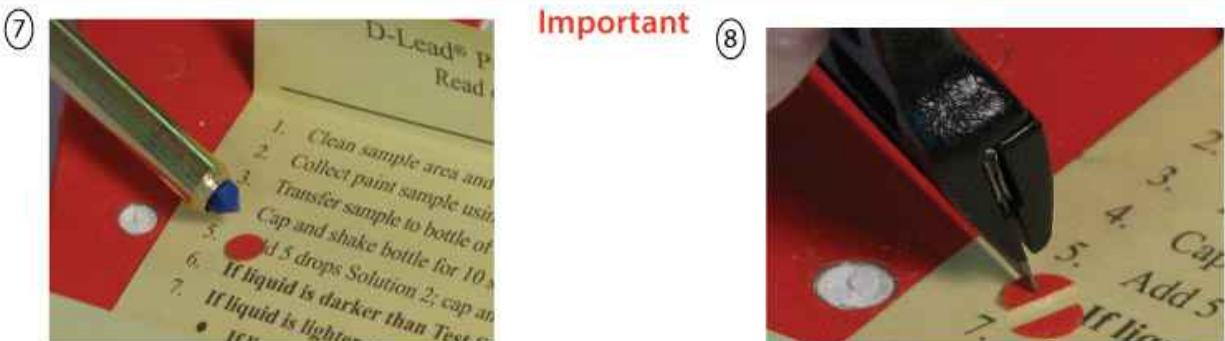 7
Important
8
D-Lead® P
Read
1. Clean sample area and
2. Collect paint sample usin
3. Transfer sample to bottle of
Cap and shake bottle for 10 s
5. d 5 drops Solution 2; cap an
6. If liquid is darker than Test
7. If liquid is lighte
• If
2.
3.
4. Cap
5. Add 5
If liq
7.